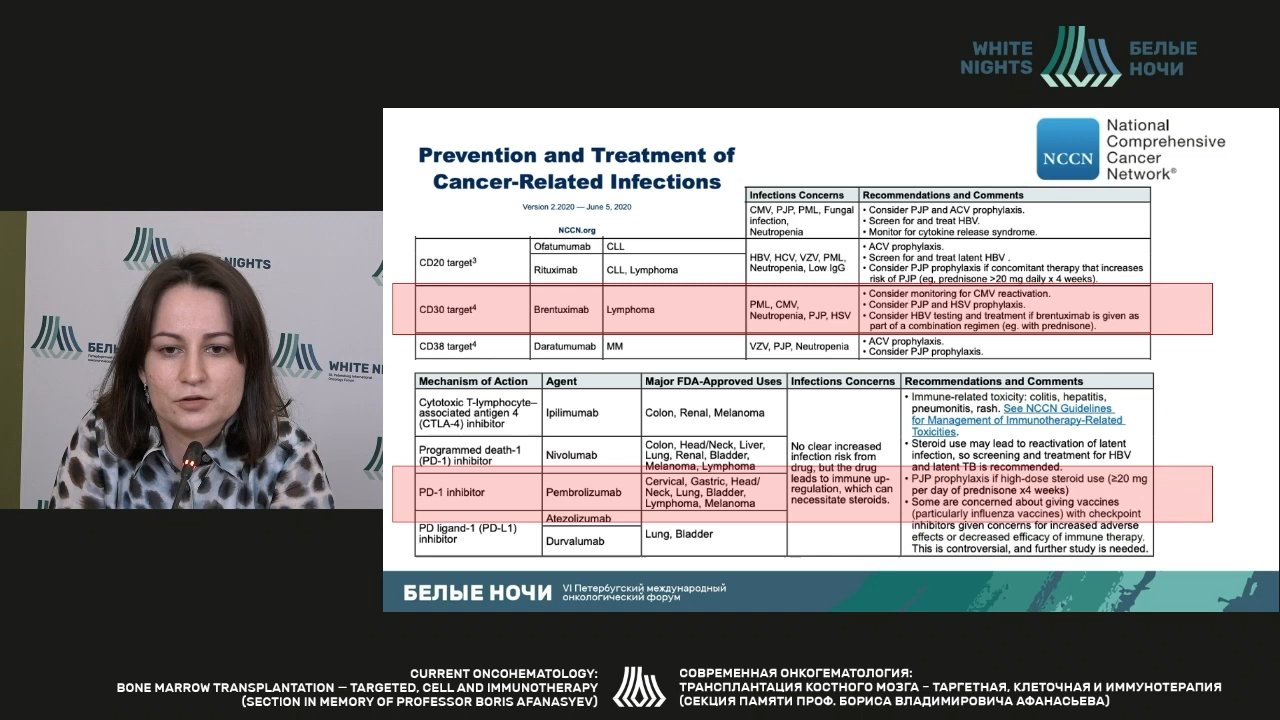 WHITE
NIGHTS
БЕЛЫЕ
НОЧИ
Prevention and Treatment of
Cancer-Related Infections
Version 2.2020 — June 5, 2020
NCCN.org
NCCN
National
Comprehensive
Cancer
Network®
Infections Concerns
Recommendations and Comments
CMV, PJP, PML, Fungal
infection,
Neutropenia
• Consider PJP and ACV prophylaxis.
• Screen for and treat HBV.
• Monitor for cytokine release syndrome.
CD20 target3
Ofatumumab
CLL
Rituximab
CLL, Lymphoma
HBV, HCV, VZV, PML,
Neutropenia, Low IgG
• ACV prophylaxis.
• Screen for and treat latent HBV .
• Consider PJP prophylaxis if concomitant therapy that increases
risk of PJP (eg, prednisone >20 mg daily x 4 weeks).
CD30 target4
Brentuximab
Lymphoma
PML, CMV,
Neutropenia, PJP, HSV
• Consider monitoring for CMV reactivation.
• Consider PJP and HSV prophylaxis.
• Consider HBV testing and treatment if brentuximab is given as
part of a combination regimen (eg. with prednisone).
CD38 target4
Daratumumab
MM
VZV, PJP, Neutropenia
• ACV prophylaxis.
• Consider PJP prophylaxis.
Mechanism of Action
Agent
Major FDA-Approved Uses
Infections Concerns
Recommendations and Comments
Cytotoxic T-lymphocyte–
associated antigen 4
(CTLA-4) inhibitor
Ipilimumab
Colon, Renal, Melanoma
Programmed death-1
(PD-1) inhibitor
Nivolumab
Colon, Head/Neck, Liver,
Lung, Renal, Bladder,
Melanoma, Lymphoma
PD-1 inhibitor
Pembrolizumab
Cervical, Gastric, Head/
Neck, Lung, Bladder,
Lymphoma, Melanoma
PD ligand-1 (PD-L1)
inhibitor
Atezolizumab
Durvalumab
Lung, Bladder
No clear increased
infection risk from
drug, but the drug
leads to immune up-
regulation, which can
necessitate steroids.
• Immune-related toxicity: colitis, hepatitis,
pneumonitis, rash. See NCCN Guidelines
for Management of Immunotherapy-Related
Toxicities.
• Steroid use may lead to reactivation of latent
infection, so screening and treatment for HBV
and latent TB is recommended.
• PJP prophylaxis if high-dose steroid use (≥20 mg
per day of prednisone x4 weeks)
• Some are concerned about giving vaccines
(particularly influenza vaccines) with checkpoint
inhibitors given concerns for increased adverse
effects or decreased efficacy of immune therapy.
This is controversial, and further study is needed.
БЕЛЫЕ НОЧИ
VI Петербугский международный
онкологический форум
NIGHTS
БЕЛ
WHITE NI
CURRENT ONCOHEMATOLOGY:
BONE MARROW TRANSPLANTATION – TARGETED, CELL AND IMMUNOTHERAPY
(SECTION IN MEMORY OF PROFESSOR BORIS AFANASYEV)
СОВРЕМЕННАЯ ОНКОГЕМАТОЛОГИЯ:
ТРАНСПЛАНТАЦИЯ КОСТНОГО МОЗГА – ТАРГЕТНАЯ, КЛЕТОЧНАЯ И ИММУНОТЕРАПИЯ
(СЕКЦИЯ ПАМЯТИ ПРОФ. БОРИСА ВЛАДИМИРОВИЧА АФАНАСЬЕВА)